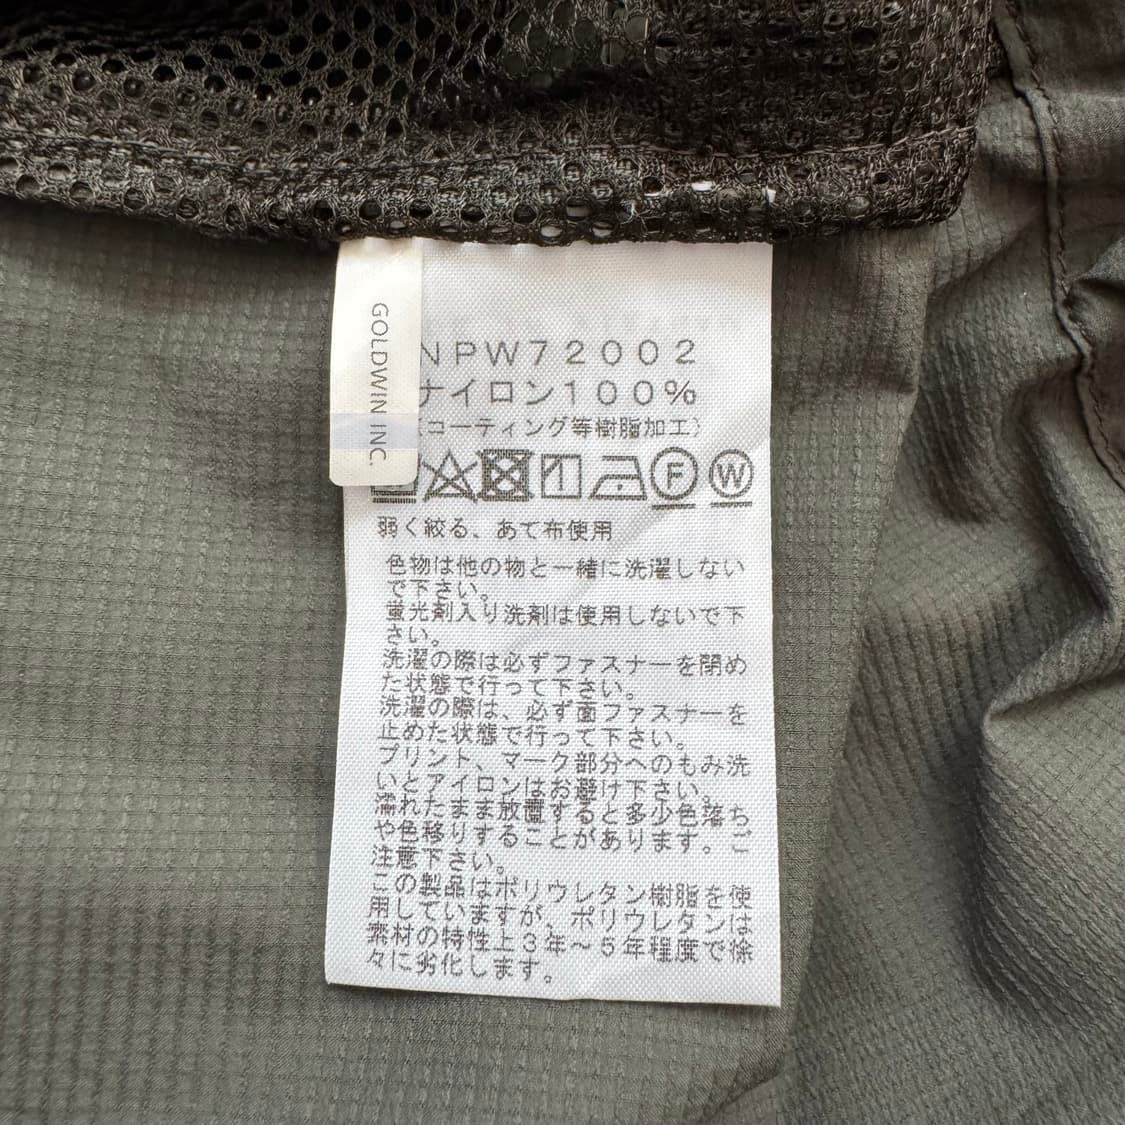 GOLDWIN INC.
NPW72002
ナイロン100%
(コーティング等樹脂加工)
F W
弱く絞る、あて布使用
色物は他の物と一緒に洗濯しない
で下さい。
蛍光剤入り洗剤は使用しないで下
さい。
洗濯の際は必ずファスナーを閉め
た状態で行って下さい。
洗濯の際は、必ず面ファスナーを
止めた状態で行って下さい。
プリント、マーク部分へのもみ洗
いとアイロンはお避け下さい。
濡れたまま放置すると多少色落ち
や色移りすることがあります。ご
注意下さい。
この製品はポリウレタン樹脂を使
用していますが、ポリウレタンは
素材の特性上3年～5年程度で徐
々に劣化します。